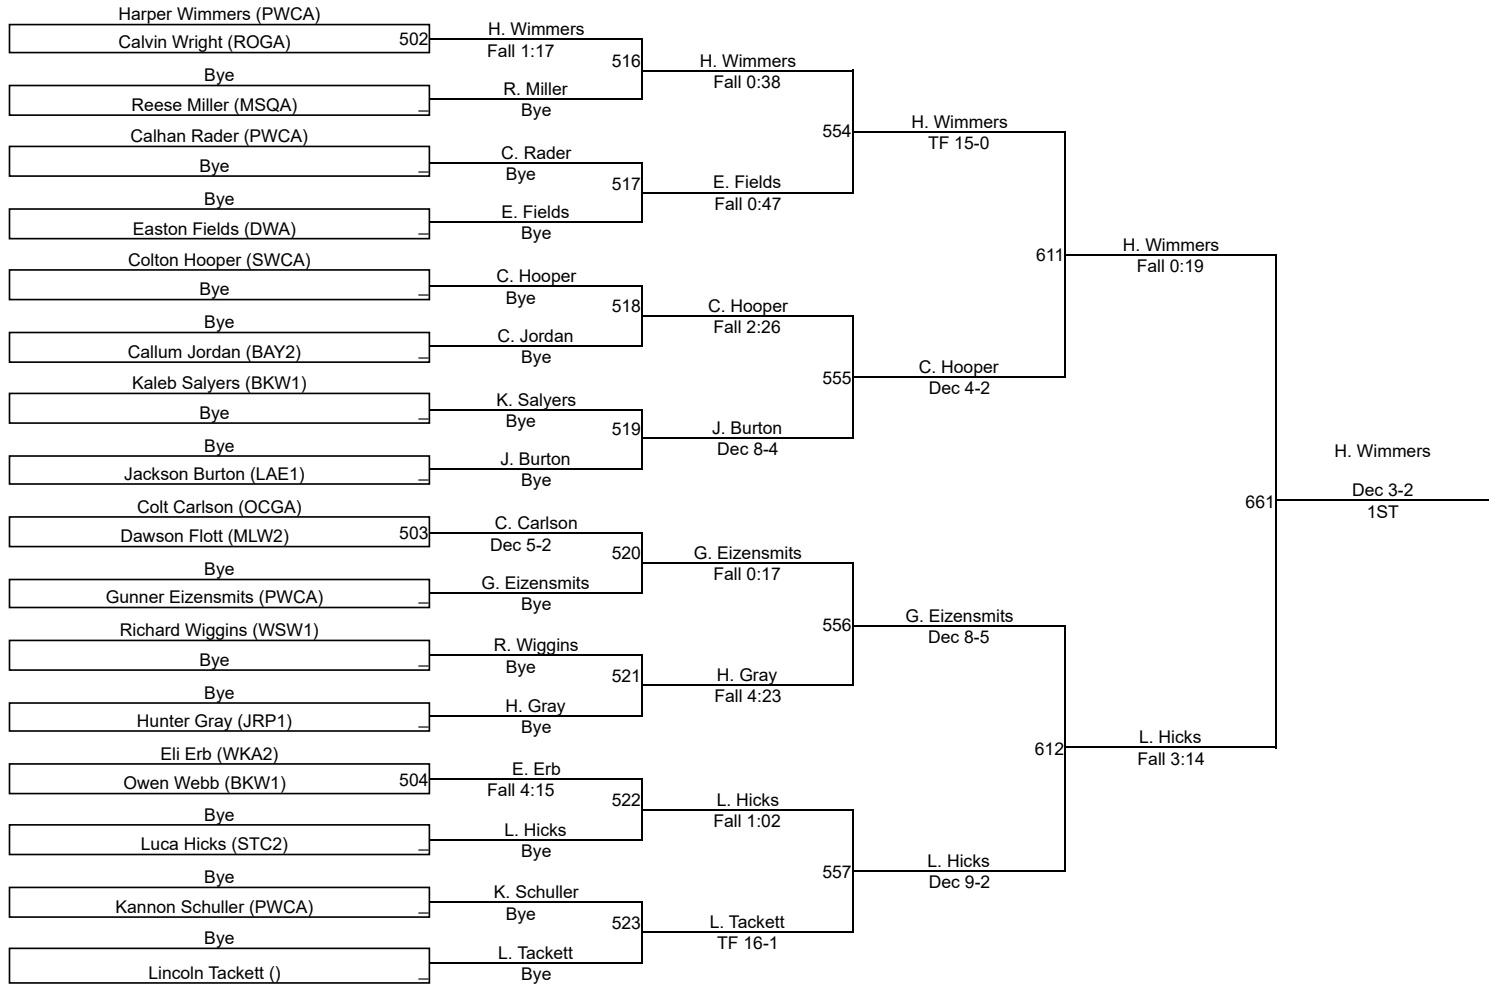 Harper Wimmers (PWCA)
Calvin Wright (ROGA)
502
Bye
Reese Miller (MSQA)
_
Calhan Rader (PWCA)
Bye
_
Bye
Easton Fields (DWA)
_
Colton Hooper (SWCA)
Bye
_
Bye
Callum Jordan (BAY2)
_
Kaleb Salyers (BKW1)
Bye
_
Bye
Jackson Burton (LAE1)
_
Colt Carlson (OCGA)
Dawson Flott (MLW2)
503
Bye
Gunner Eizensmits (PWCA)
_
Richard Wiggins (WSW1)
Bye
_
Bye
Hunter Gray (JRP1)
_
Eli Erb (WKA2)
Owen Webb (BKW1)
504
Bye
Luca Hicks (STC2)
_
Bye
Kannon Schuller (PWCA)
_
Bye
Lincoln Tackett ()
_
H. Wimmers
Fall 1:17
516
R. Miller
Bye
C. Rader
Bye
517
E. Fields
Bye
C. Hooper
Bye
518
C. Jordan
Bye
K. Salyers
Bye
519
J. Burton
Bye
C. Carlson
Dec 5-2
520
G. Eizensmits
Bye
R. Wiggins
Bye
521
H. Gray
Bye
E. Erb
Fall 4:15
522
L. Hicks
Bye
K. Schuller
Bye
523
L. Tackett
Bye
H. Wimmers
Fall 0:38
554
E. Fields
Fall 0:47
C. Hooper
Fall 2:26
555
J. Burton
Dec 8-4
G. Eizensmits
Fall 0:17
556
H. Gray
Fall 4:23
L. Hicks
Fall 1:02
557
L. Tackett
TF 16-1
H. Wimmers
TF 15-0
611
C. Hooper
Dec 4-2
G. Eizensmits
Dec 8-5
612
L. Hicks
Dec 9-2
H. Wimmers
Fall 0:19
661
L. Hicks
Fall 3:14
H. Wimmers
Dec 3-2
1ST